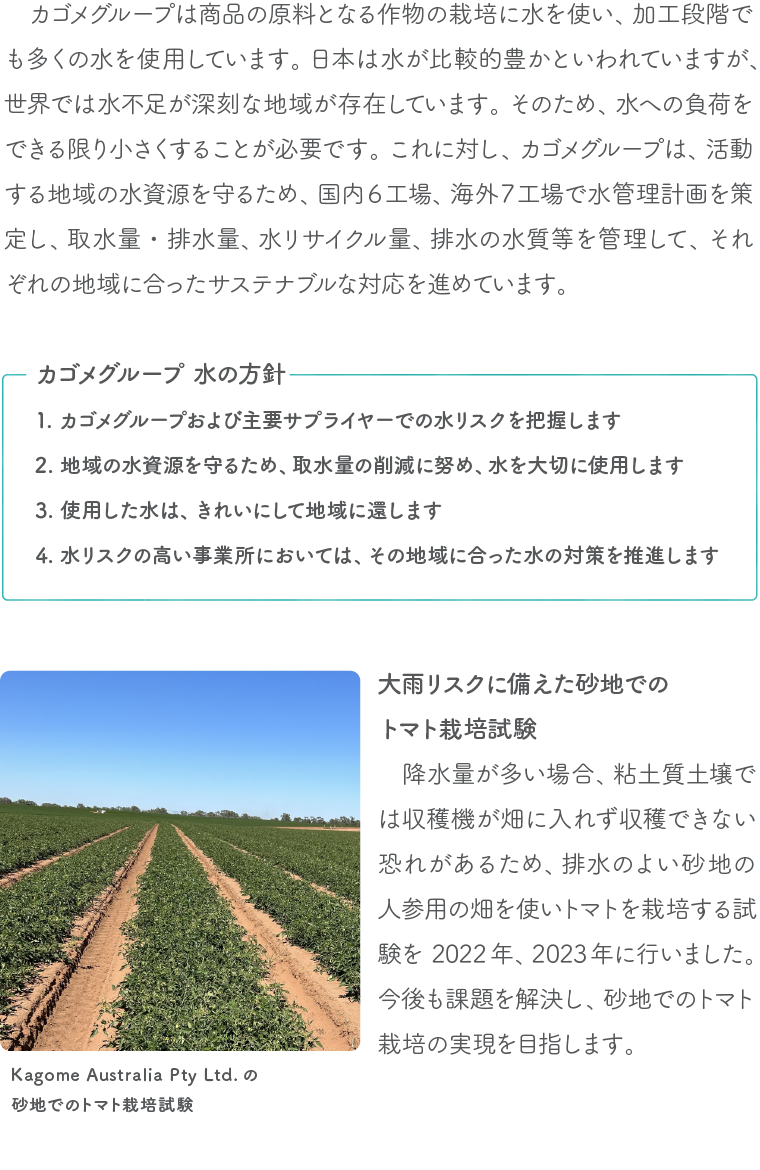 カゴメグループは商品の原料となる作物の栽培に水を使い、加工段階で
も多くの水を使用しています。日本は水が比較的豊かといわれていますが、
世界では水不足が深刻な地域が存在しています。そのため、水への負荷を
できる限り小さくすることが必要です。これに対し、カゴメグループは、活動
する地域の水資源を守るため、国内6工場、海外7工場で水管理計画を策
定し、取水量・排水量、水リサイクル量、排水の水質等を管理して、それ
ぞれの地域に合ったサステナブルな対応を進めています。
カゴメグループ 水の方針
1. カゴメグループおよび主要サプライヤーでの水リスクを把握します
2. 地域の水資源を守るため、取水量の削減に努め、水を大切に使用します
3. 使用した水は、きれいにして地域に還します
4. 水リスクの高い事業所においては、その地域に合った水の対策を推進します
大雨リスクに備えた砂地での
トマト栽培試験
降水量が多い場合、粘土質土壌で
は収穫機が畑に入れず収穫できない
恐れがあるため、排水のよい砂地の
人参用の畑を使いトマトを栽培する試
験を 2022年、2023年に行いました。
今後も課題を解決し、砂地でのトマト
栽培の実現を目指します。
Kagome Australia Pty Ltd. の
砂地でのトマト栽培試験